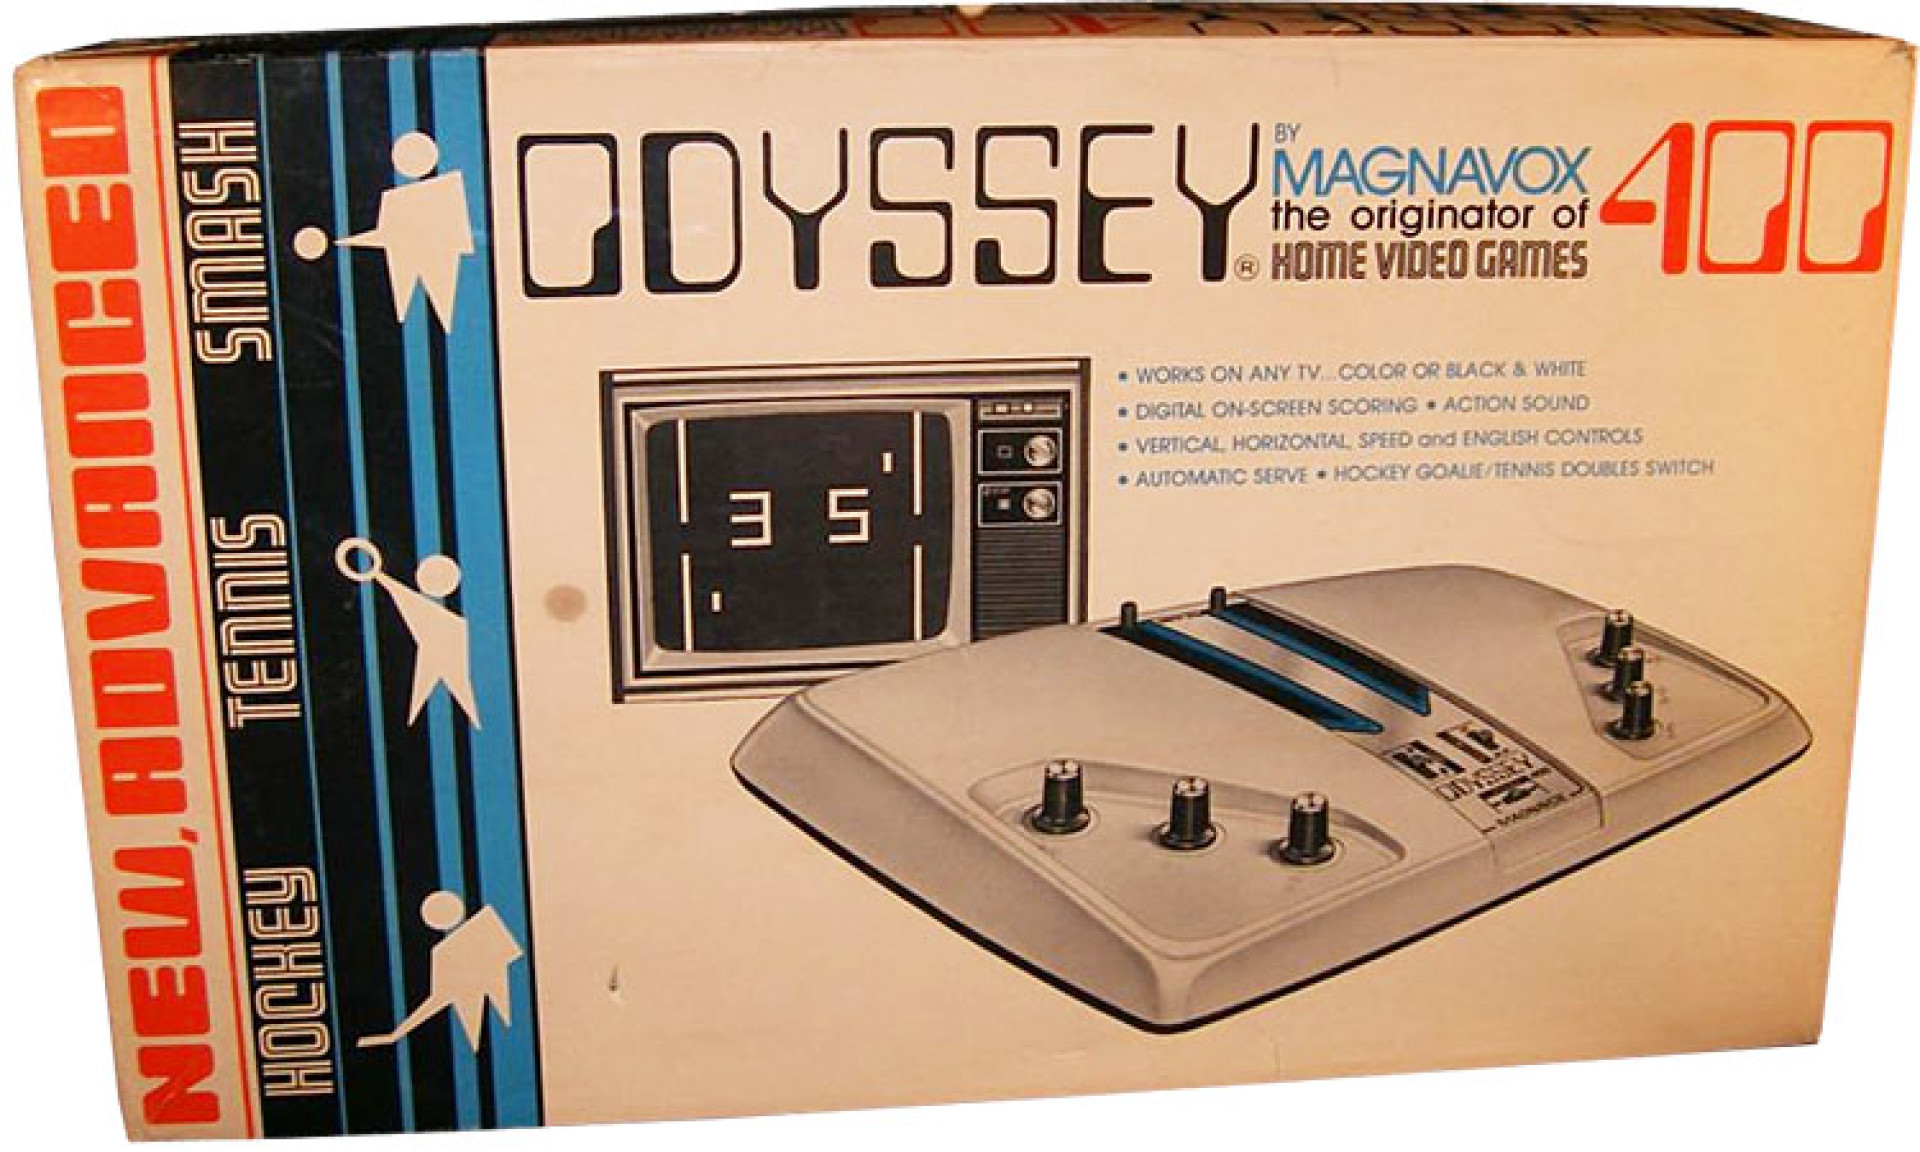 NEW, ADVANCED
SMASH
TENNIS
HOCKEY
ODYSSEY®
BY
MAGNAVOX
the originator of
HOME VIDEO GAMES
400
• WORKS ON ANY TV...COLOR OR BLACK & WHITE
• DIGITAL ON-SCREEN SCORING • ACTION SOUND
• VERTICAL, HORIZONTAL, SPEED and ENGLISH CONTROLS
• AUTOMATIC SERVE • HOCKEY GOALIE/TENNIS DOUBLES SWITCH
3 5
ODYSSEY
MAGNAVOX